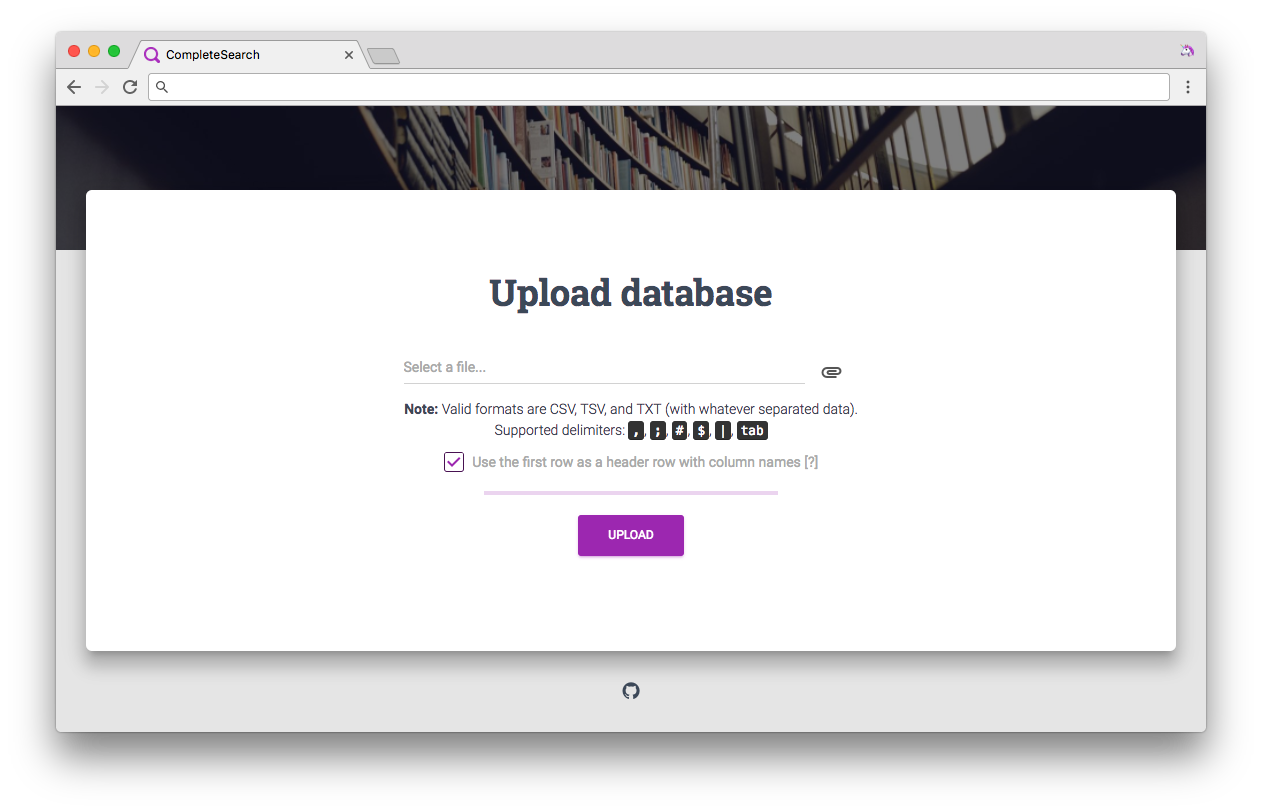 CompleteSearch
Upload database
Select a file...
Note: Valid formats are CSV, TSV, and TXT (with whatever separated data).
Supported delimiters: , , ; , # , $ , | , tab
Use the first row as a header row with column names [?]
UPLOAD